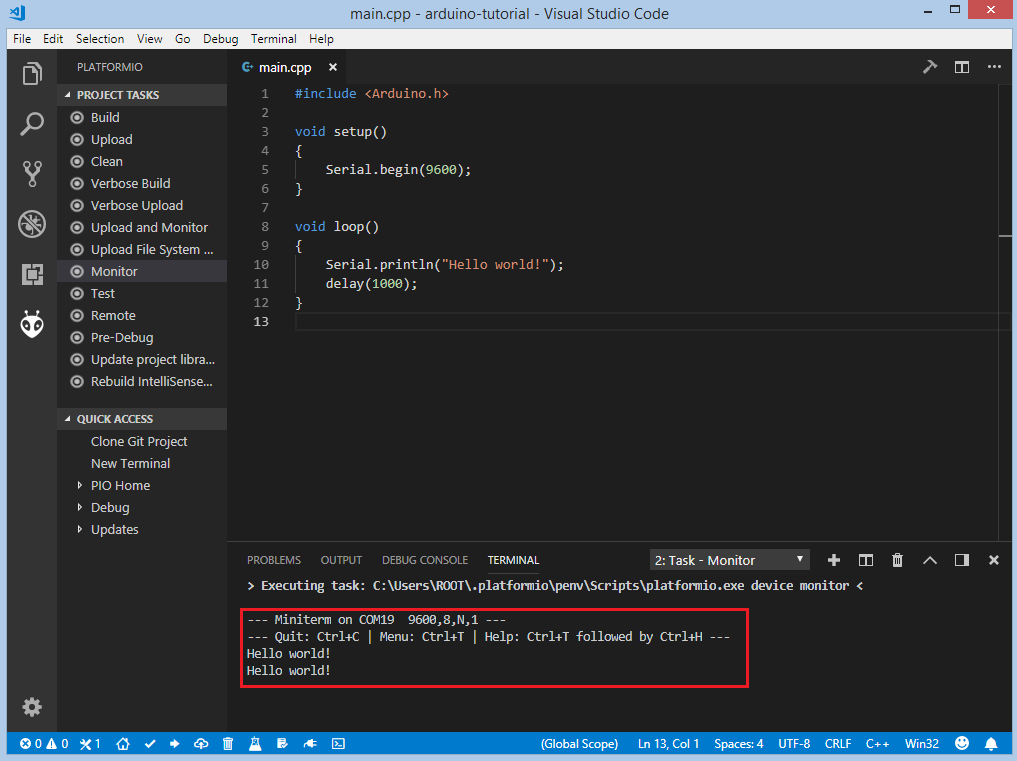 main.cpp - arduino-tutorial - Visual Studio Code
File Edit Selection View Go Debug Terminal Help
PLATFORMIO
PROJECT TASKS
Build
Upload
Clean
Verbose Build
Verbose Upload
Upload and Monitor
Upload File System ...
Monitor
Test
Remote
Pre-Debug
Update project libra...
Rebuild IntelliSense...
QUICK ACCESS
Clone Git Project
New Terminal
PIO Home
Debug
Updates
main.cpp
1 #include <Arduino.h>
2
3 void setup()
4 {
5 Serial.begin(9600);
6 }
7
8 void loop()
9 {
10 Serial.println("Hello world!");
11 delay(1000);
12 }
13
PROBLEMS OUTPUT DEBUG CONSOLE TERMINAL 2: Task - Monitor
> Executing task: C:\Users\ROOT\.platformio\penv\Scripts\platformio.exe device monitor <
--- Miniterm on COM19  9600,8,N,1 ---
--- Quit: Ctrl+C | Menu: Ctrl+T | Help: Ctrl+T followed by Ctrl+H ---
Hello world!
Hello world!
0 0 1 (Global Scope) Ln 13, Col 1 Spaces: 4 UTF-8 CRLF C++ Win32